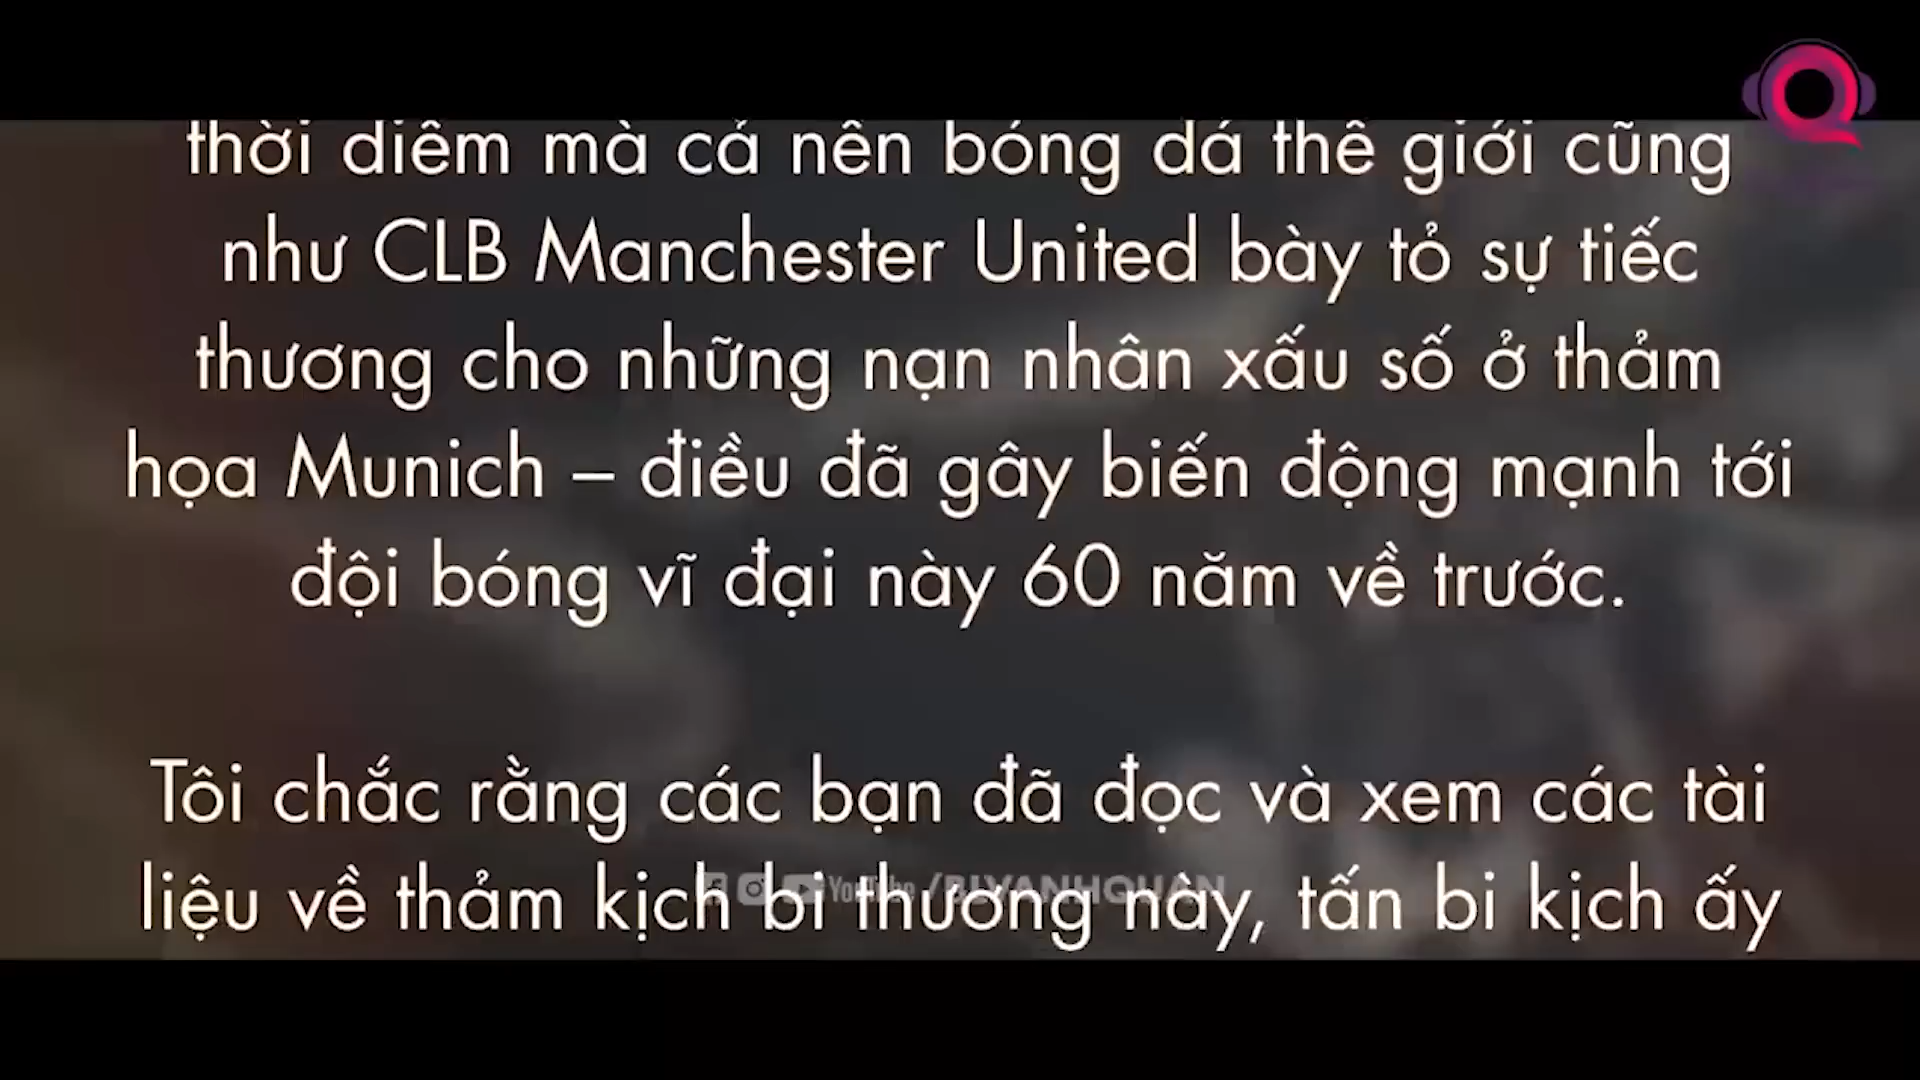 thời điểm mà cả nền bóng đá thế giới cũng
như CLB Manchester United bày tỏ sự tiếc
thương cho những nạn nhân xấu số ở thảm
họa Munich – điều đã gây biến động mạnh tới
đội bóng vĩ đại này 60 năm về trước.
Tôi chắc rằng các bạn đã đọc và xem các tài
liệu về thảm kịch bi thương này, tấn bi kịch ấy
YouTube /BLVANHQUAN